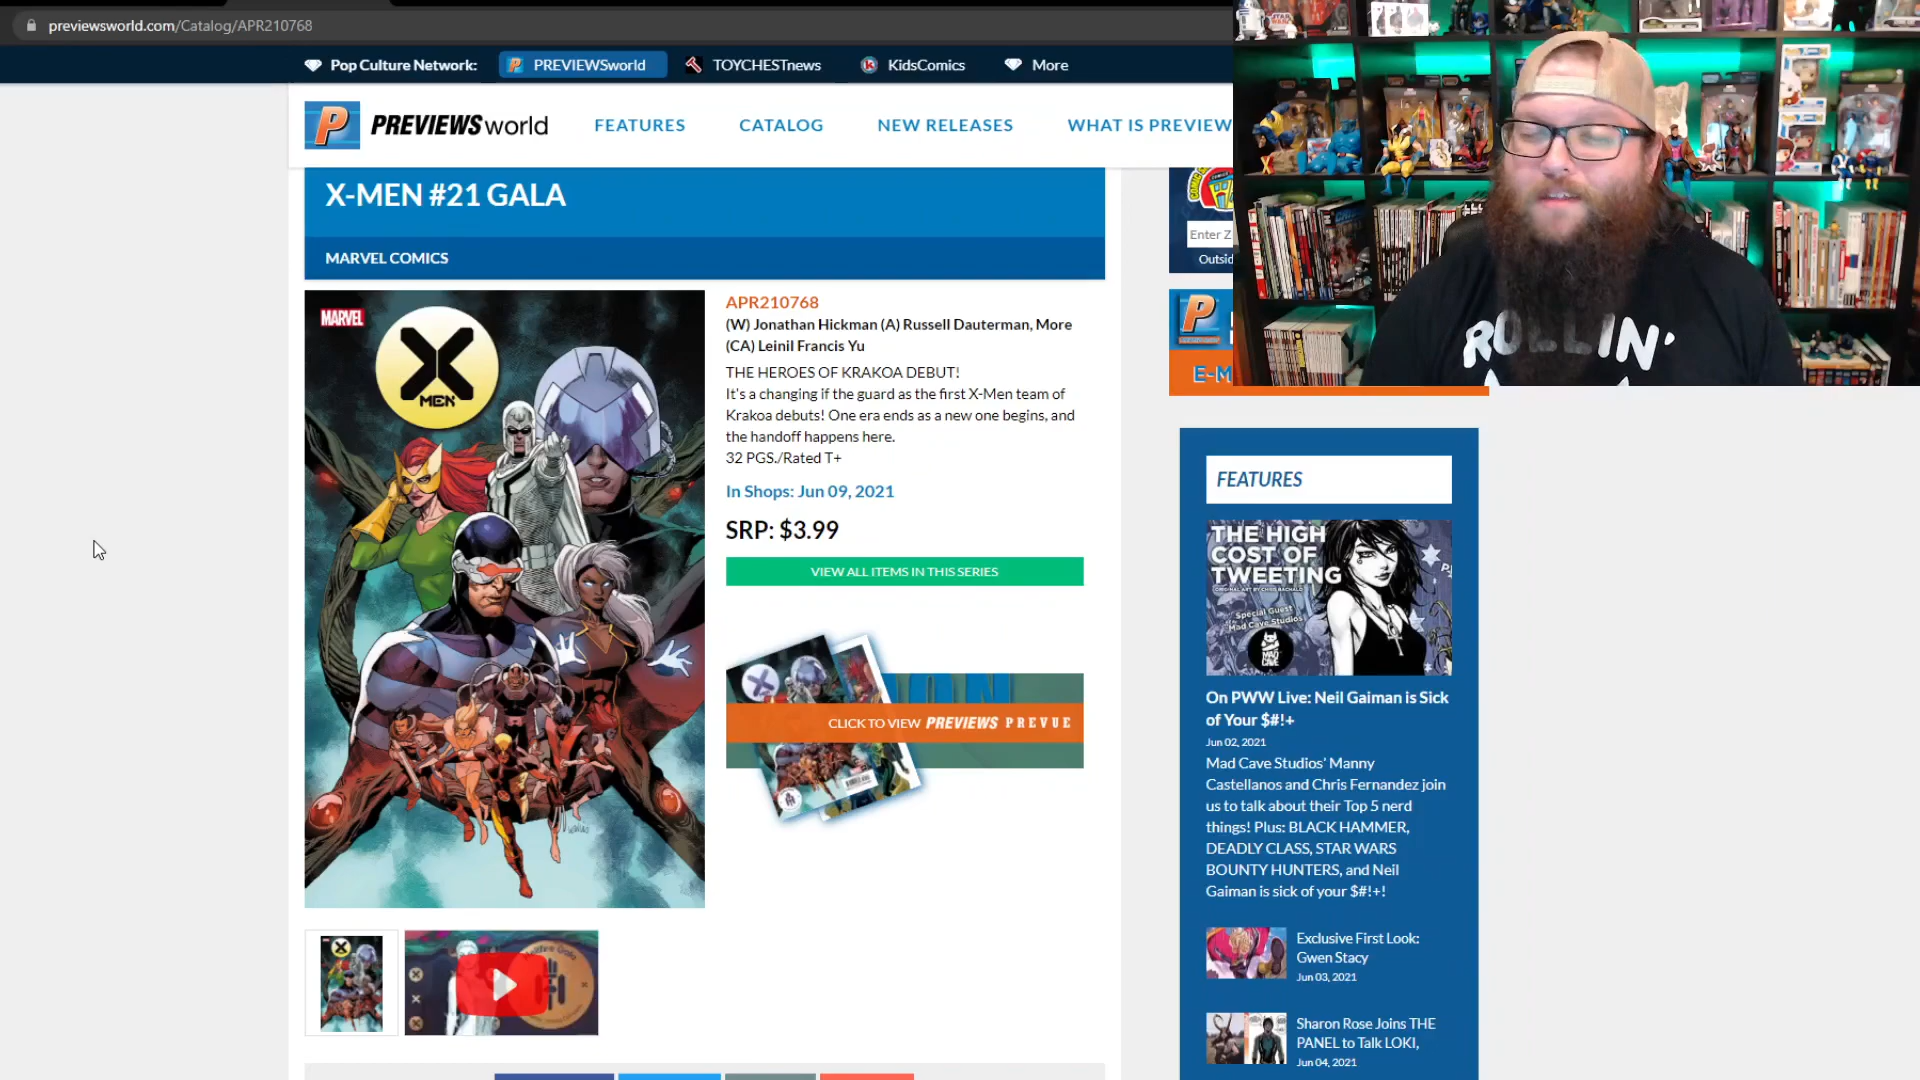 previewsworld.com/Catalog/APR210768
Pop Culture Network: PREVIEWSworld TOYCHESTnews KidsComics More
PREVIEWSworld FEATURES CATALOG NEW RELEASES WHAT IS PREVIEW
X-MEN #21 GALA
MARVEL COMICS
MARVEL
X
MEN
APR210768
(W) Jonathan Hickman (A) Russell Dauterman, More
(CA) Leinil Francis Yu
THE HEROES OF KRAKOA DEBUT!
It's a changing if the guard as the first X-Men team of
Krakoa debuts! One era ends as a new one begins, and
the handoff happens here.
32 PGS./Rated T+
In Shops: Jun 09, 2021
SRP: $3.99
VIEW ALL ITEMS IN THIS SERIES
CLICK TO VIEW PREVIEWS PREVUE
Enter Z
Outsid
E-M
ROLLIN'
FEATURES
THE HIGH
COST OF
TWEETING
Special Guest
Mad Cave Studios
MAD
CAVE
On PWW Live: Neil Gaiman is Sick
of Your $#!+
Jun 02, 2021
Mad Cave Studios' Manny
Castellanos and Chris Fernandez join
us to talk about their Top 5 nerd
things! Plus: BLACK HAMMER,
DEADLY CLASS, STAR WARS
BOUNTY HUNTERS, and Neil
Gaiman is sick of your $#!+!
Exclusive First Look:
Gwen Stacy
Jun 03, 2021
Sharon Rose Joins THE
PANEL to Talk LOKI,
Jun 04, 2021